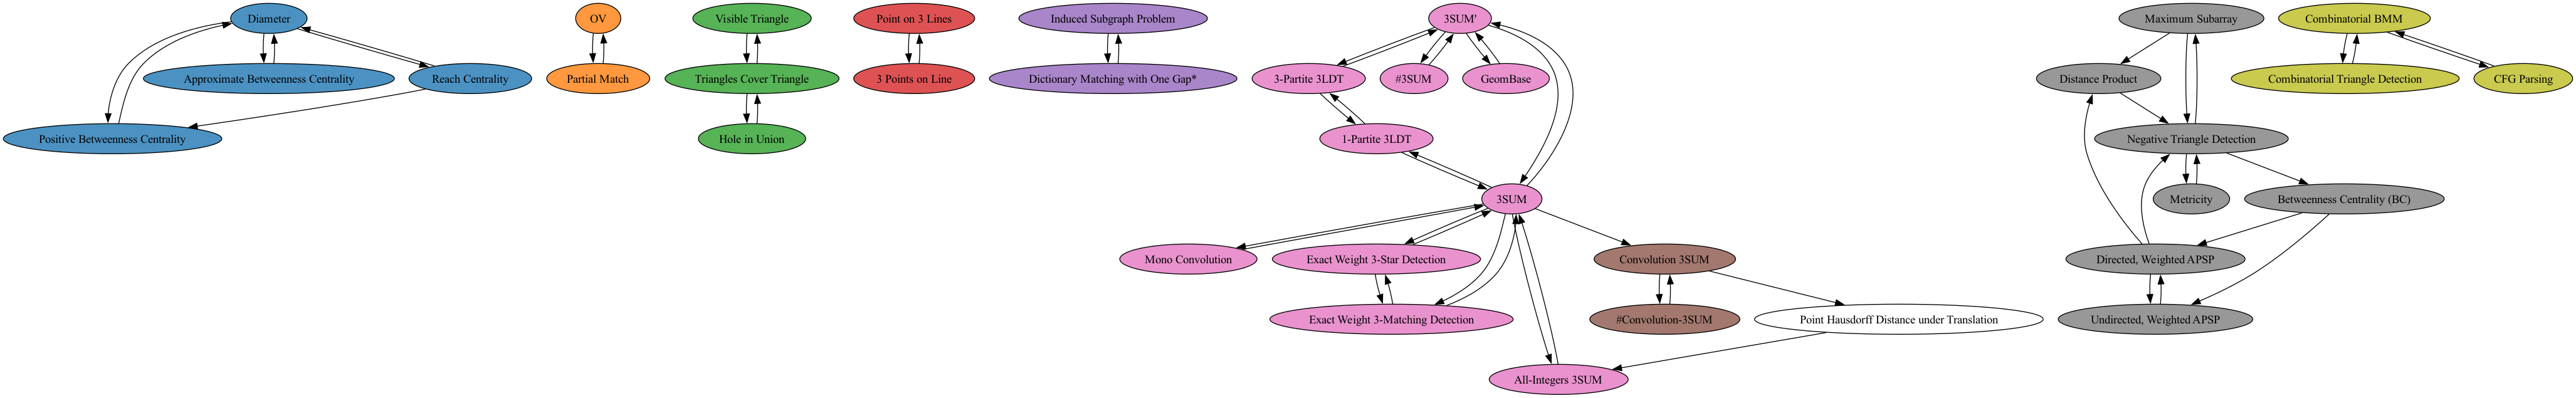 Diameter
OV
Visible Triangle
Point on 3 Lines
Induced Subgraph Problem
3SUM'
Maximum Subarray
Combinatorial BMM
Approximate Betweenness Centrality
Reach Centrality
Partial Match
Triangles Cover Triangle
3 Points on Line
Dictionary Matching with One Gap*
3-Partite 3LDT
#3SUM
GeomBase
Distance Product
Combinatorial Triangle Detection
CFG Parsing
Positive Betweenness Centrality
Hole in Union
1-Partite 3LDT
Negative Triangle Detection
3SUM
Metricity
Betweenness Centrality (BC)
Mono Convolution
Exact Weight 3-Star Detection
Convolution 3SUM
Directed, Weighted APSP
Exact Weight 3-Matching Detection
#Convolution-3SUM
Point Hausdorff Distance under Translation
Undirected, Weighted APSP
All-Integers 3SUM